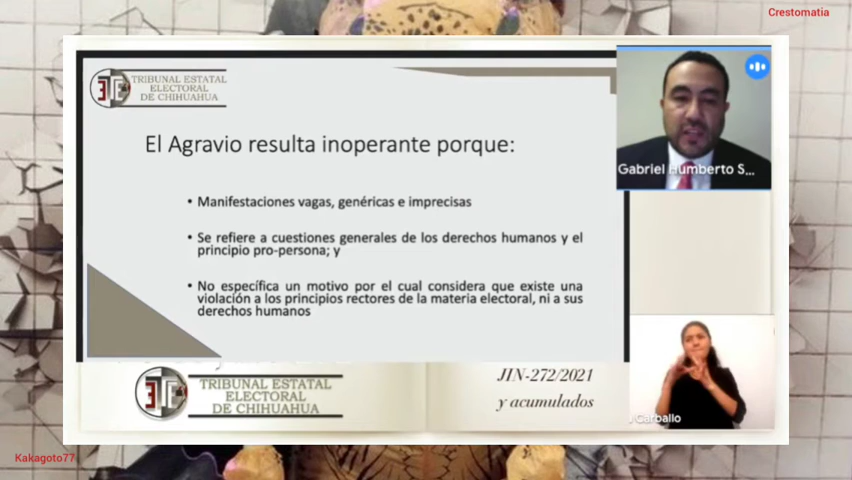 Crestomatia
TRIBUNAL ESTATAL
ELECTORAL
DE CHIHUAHUA
El Agravio resulta inoperante porque:
Gabriel Humberto S...
• Manifestaciones vagas, genéricas e imprecisas
• Se refiere a cuestiones generales de los derechos humanos y el
principio pro-persona; y
• No específica un motivo por el cual considera que existe una
violación a los principios rectores de la materia electoral, ni a sus
derechos humanos
TRIBUNAL ESTATAL
ELECTORAL
DE CHIHUAHUA
JIN-272/2021
y acumulados
Carballo
Kakagoto77